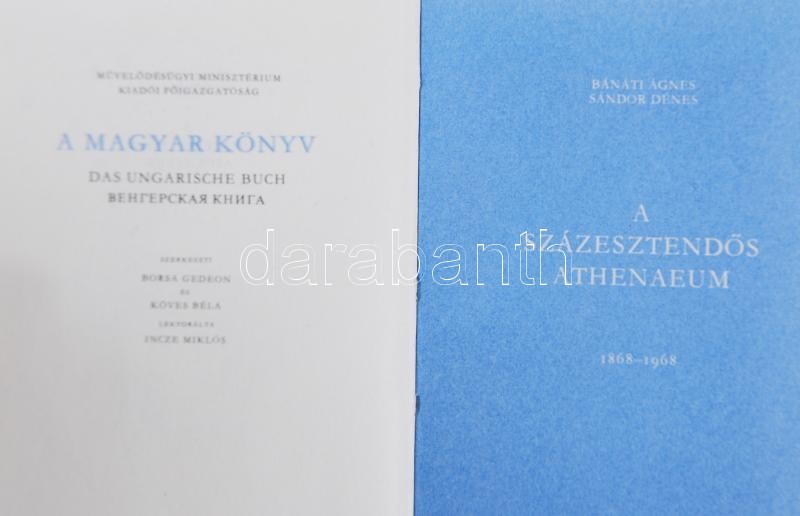 MŰVELŐDÉSÜGYI MINISZTÉRIUM
KIADÓI FŐIGAZGATÓSÁG
A MAGYAR KÖNYV
DAS UNGARISCHE BUCH
ВЕНГЕРСКАЯ КНИГА
SZERKESZTI
BORSA GEDEON
ÉS
KÖVES BÉLA
LEKTORÁLTA
INCZE MIKLÓS
BÁNÁTI ÁGNES
SÁNDOR DÉNES
A
SZÁZESZTENDŐS
ATHENAEUM
1868–1968
darabanth